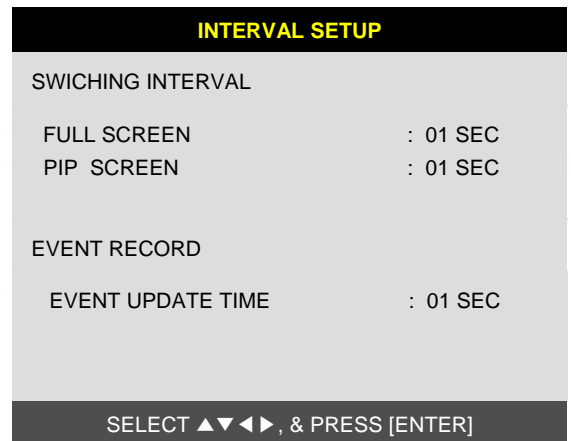 INTERVAL SETUP
SWICHING INTERVAL
FULL SCREEN : 01 SEC
PIP SCREEN : 01 SEC
EVENT RECORD
EVENT UPDATE TIME : 01 SEC
SELECT ▲▼◀▶, & PRESS [ENTER]